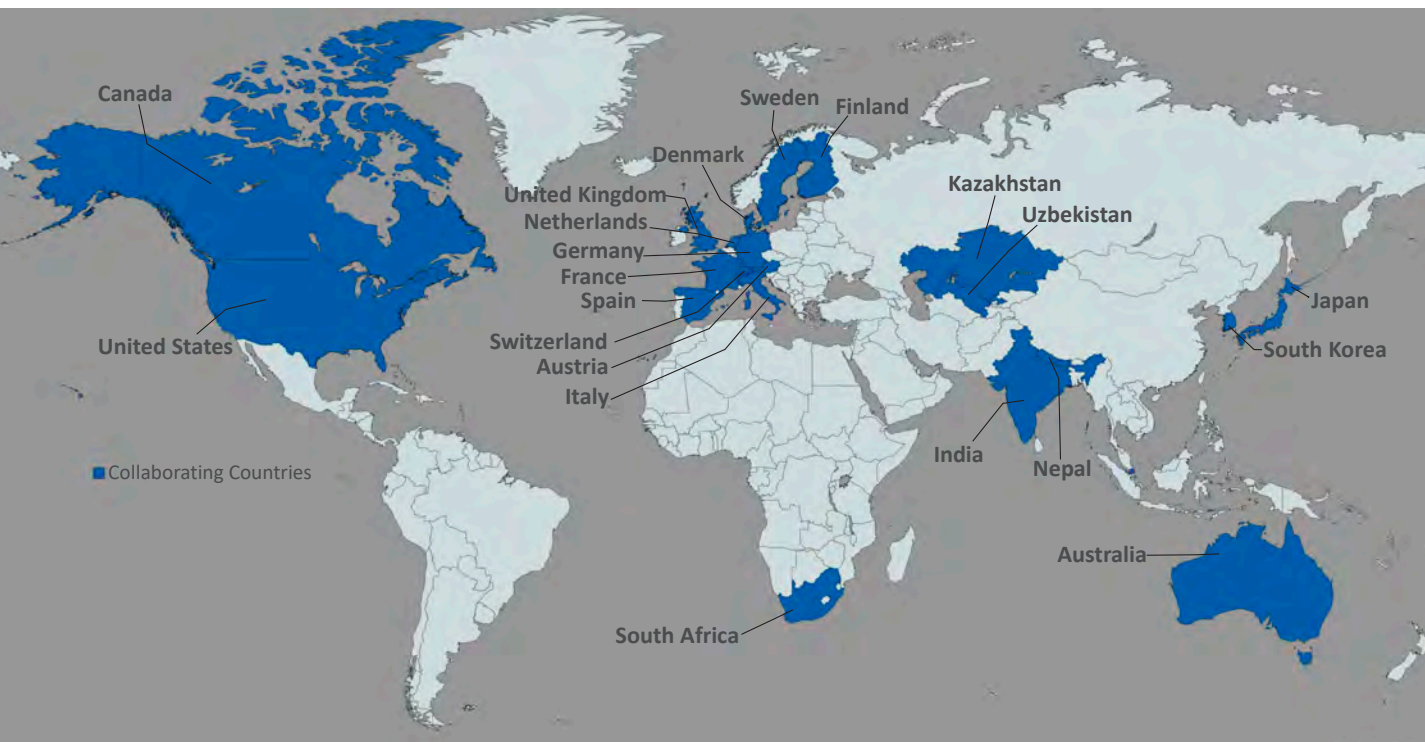 Canada
Sweden
Finland
Denmark
Kazakhstan
United Kingdom
Uzbekistan
Netherlands
Germany
France
Spain
Japan
Switzerland
United States
South Korea
Austria
Italy
India
Nepal
Collaborating Countries
Australia
South Africa